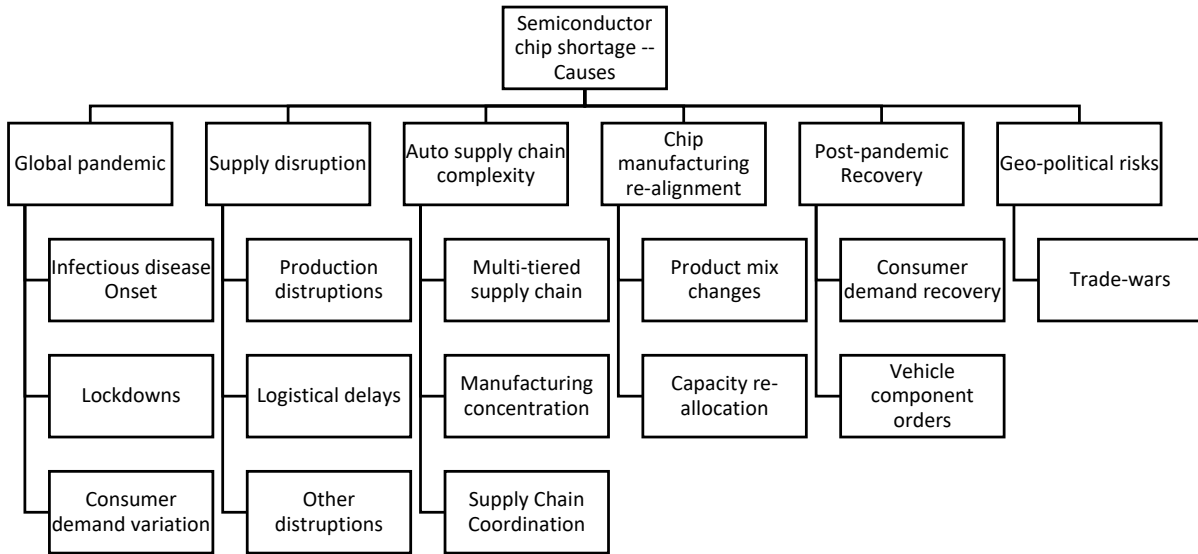 Semiconductor
chip shortage --
Causes
Global pandemic
Supply disruption
Auto supply chain
complexity
Chip
manufacturing
re-alignment
Post-pandemic
Recovery
Geo-political risks
Infectious disease
Onset
Production
distruptions
Multi-tiered
supply chain
Product mix
changes
Consumer
demand recovery
Trade-wars
Lockdowns
Logistical delays
Manufacturing
concentration
Capacity re-
allocation
Vehicle
component
orders
Consumer
demand variation
Other
distruptions
Supply Chain
Coordination